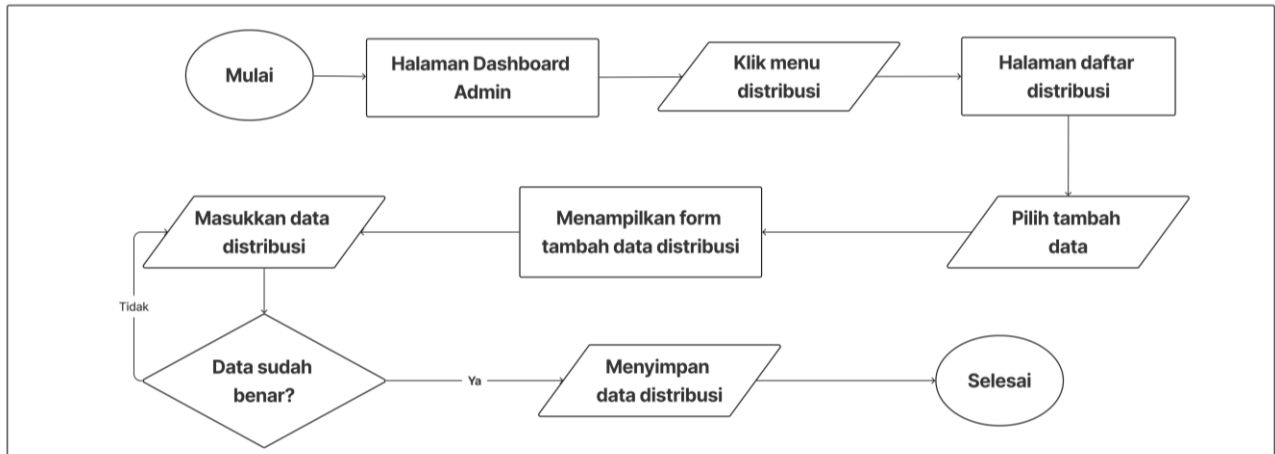 Mulai
Halaman Dashboard
Admin
Klik menu
distribusi
Halaman daftar
distribusi
Pilih tambah
data
Menampilkan form
tambah data distribusi
Masukkan data
distribusi
Tidak
Data sudah
benar?
Ya
Menyimpan
data distribusi
Selesai